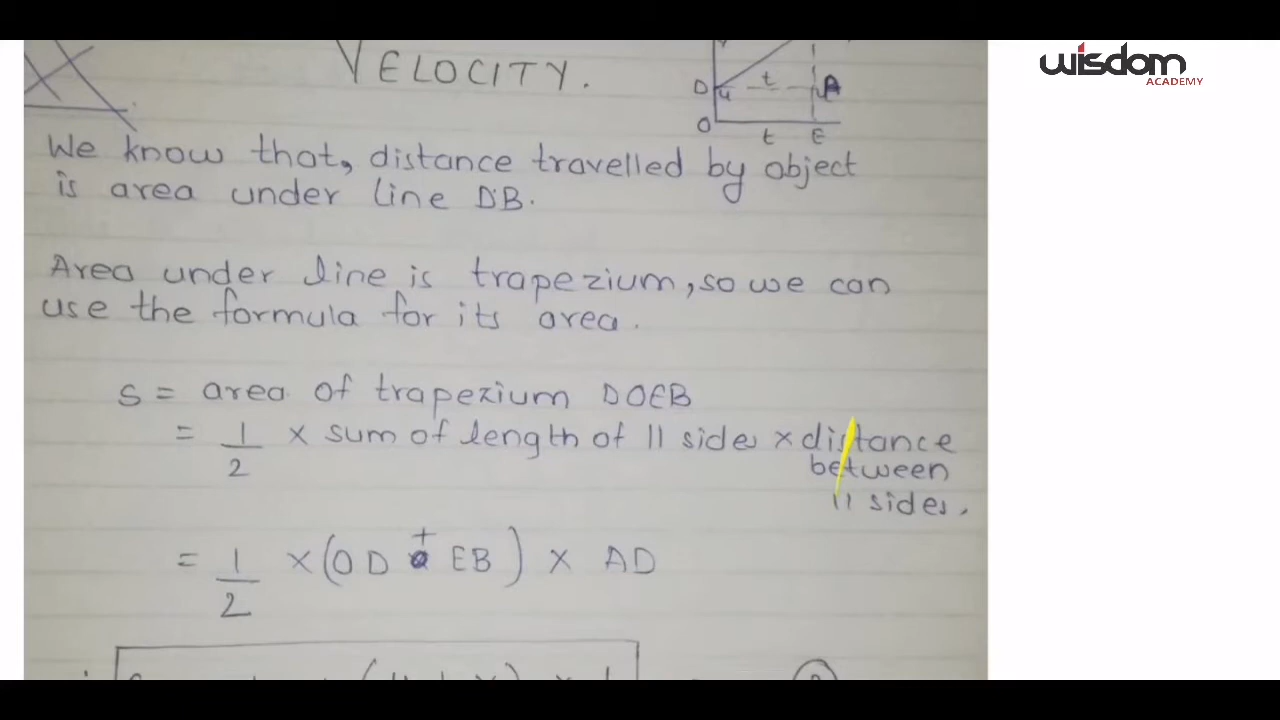 wisdom
ACADEMY
VELOCITY.
D u t A
O t E
We know that, distance travelled by object
is area under line DB.
Area under line is trapezium, so we can
use the formula for its area.
S = area of trapezium DOEB
= 1/2 × sum of length of || sides × distance
between
|| sides.
= 1/2 × (OD + EB) × AD